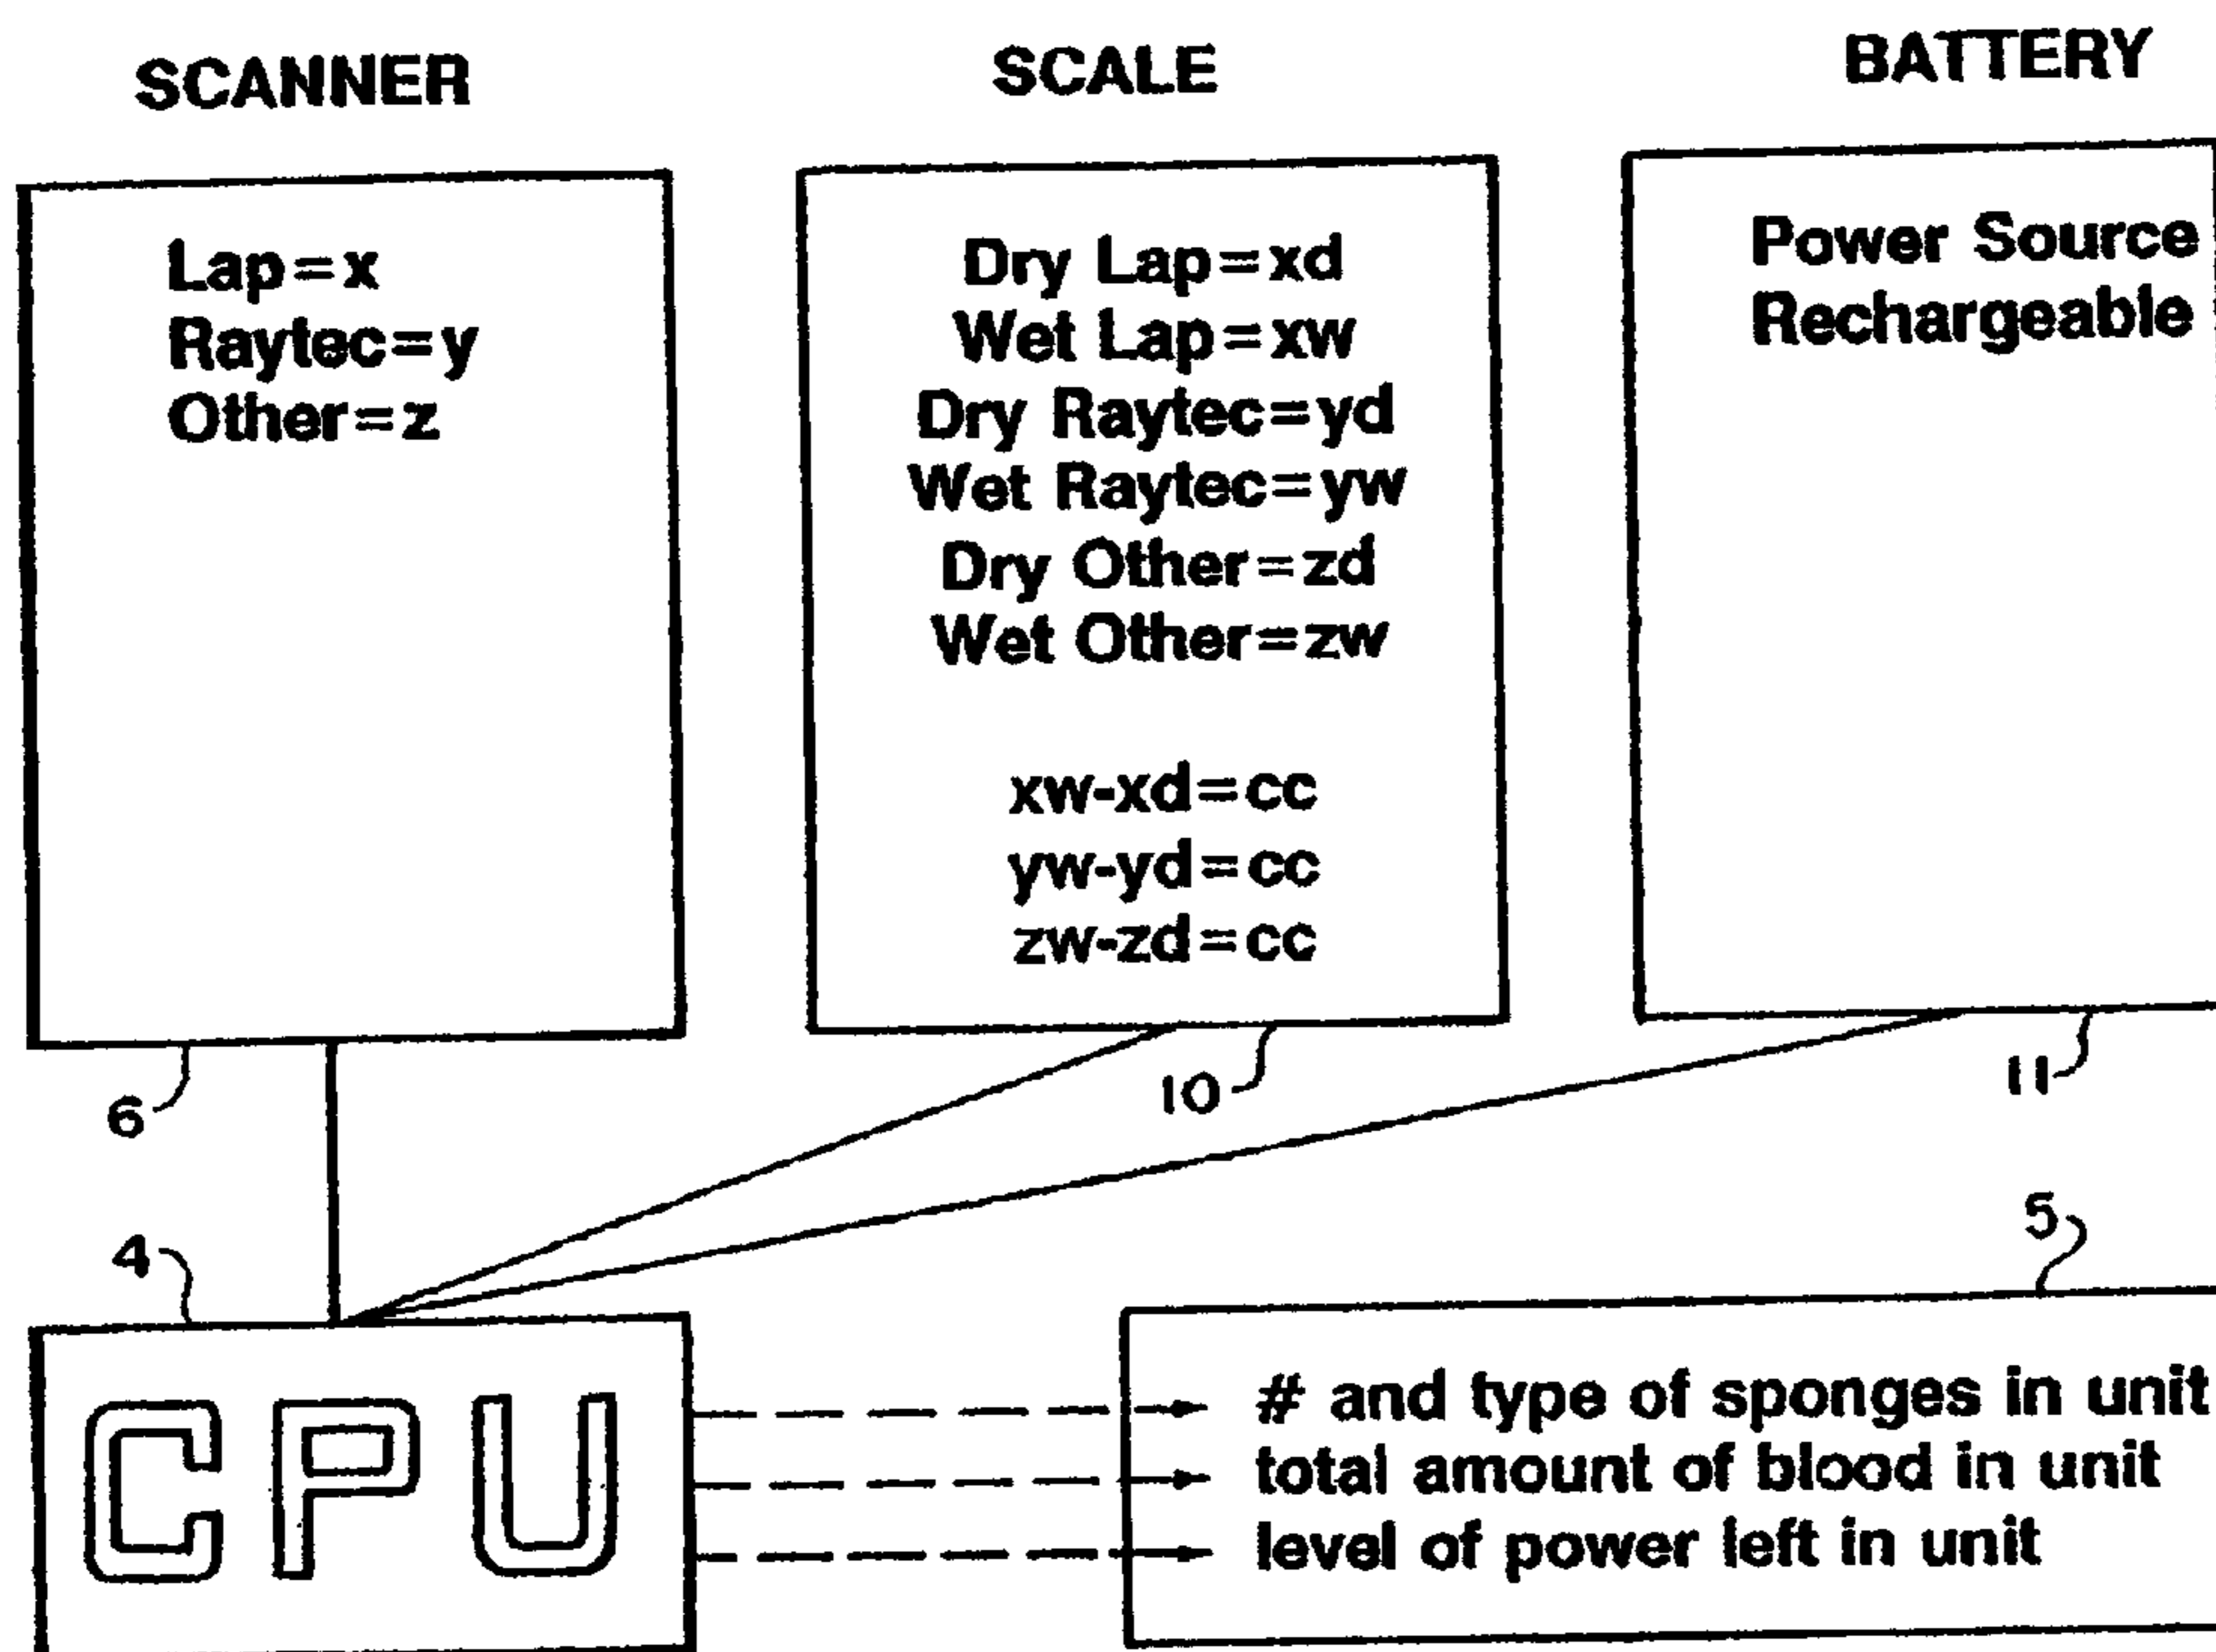 SCANNER
Lap=x
Raytec=y
Other=z
6
SCALE
Dry Lap=xd
Wet Lap=xw
Dry Raytec=yd
Wet Raytec=yw
Dry Other=zd
Wet Other=zw
xw-xd=cc
yw-yd=cc
zw-zd=cc
10
BATTERY
Power Source
Rechargeable
11
4
CPU
5
# and type of sponges in unit
total amount of blood in unit
level of power left in unit